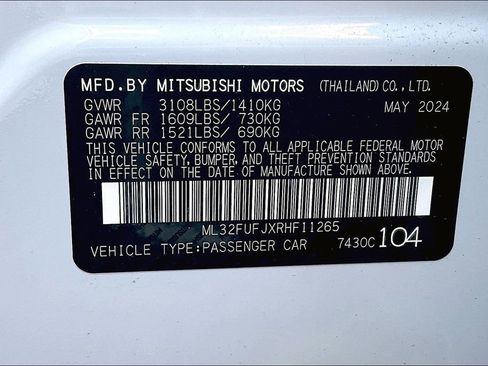 MFD.BY MITSUBISHI MOTORS (THAILAND)CO.,LTD.
GVWR 3108LBS/1410KG MAY 2024
GAWR FR 1609LBS/ 730KG
GAWR RR 1521LBS/ 690KG
THIS VEHICLE CONFORMS TO ALL APPLICABLE FEDERAL MOTOR
VEHICLE SAFETY, BUMPER, AND THEFT PREVENTION STANDARDS
IN EFFECT ON THE DATE OF MANUFACTURE SHOWN ABOVE.
ML32FUFJXRHF11265
VEHICLE TYPE:PASSENGER CAR 7430C 104